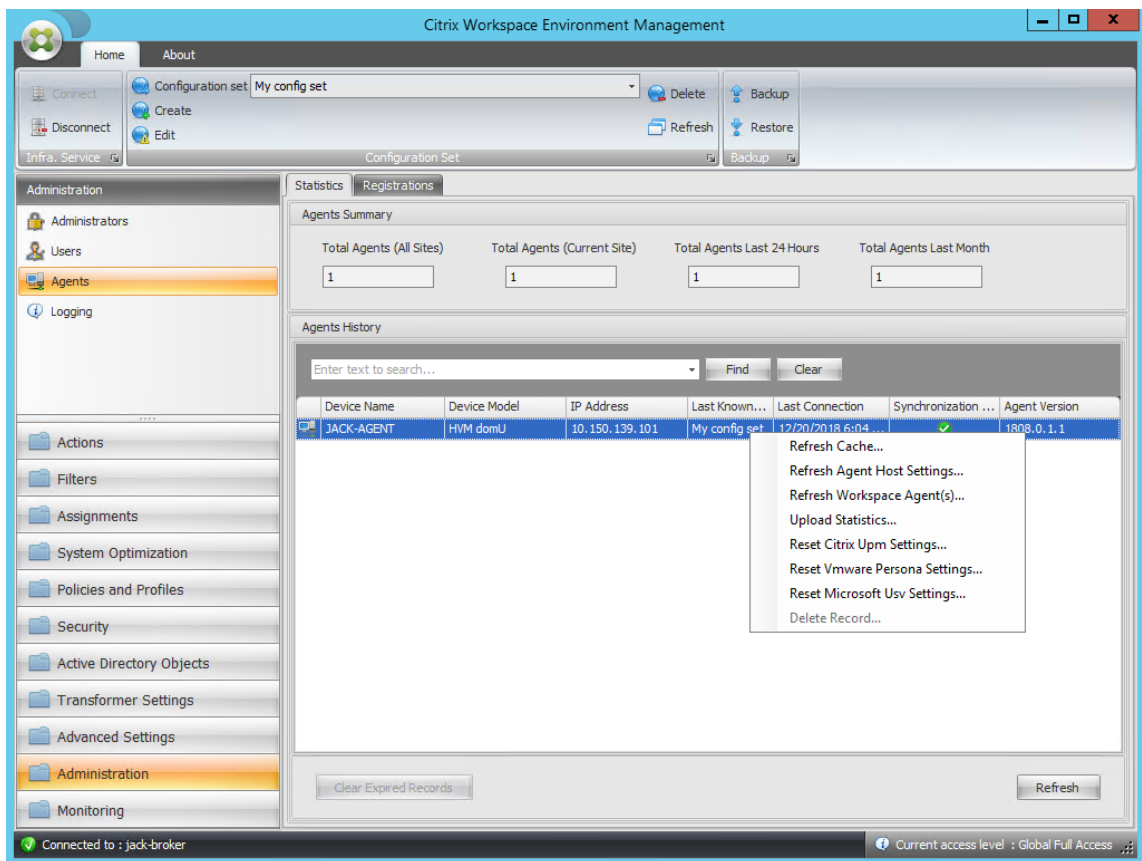 Citrix Workspace Environment Management
Home About
Connect
Disconnect
Infra. Service
Configuration set My config set
Create
Edit
Delete
Refresh
Configuration Set
Backup
Restore
Backup
Administration
Administrators
Users
Agents
Logging
Actions
Filters
Assignments
System Optimization
Policies and Profiles
Security
Active Directory Objects
Transformer Settings
Advanced Settings
Administration
Monitoring
Statistics Registrations
Agents Summary
Total Agents (All Sites) Total Agents (Current Site) Total Agents Last 24 Hours Total Agents Last Month
1 1 1 1
Agents History
Enter text to search... Find Clear
Device Name Device Model IP Address Last Known... Last Connection Synchronization ... Agent Version
JACK-AGENT HVM domU 10.150.139.101 My config set 12/20/2018 6:04 ... 1808.0.1.1
Refresh Cache...
Refresh Agent Host Settings...
Refresh Workspace Agent(s)...
Upload Statistics...
Reset Citrix Upm Settings...
Reset Vmware Persona Settings...
Reset Microsoft Usv Settings...
Delete Record...
Clear Expired Records Refresh
Connected to : jack-broker Current access level : Global Full Access